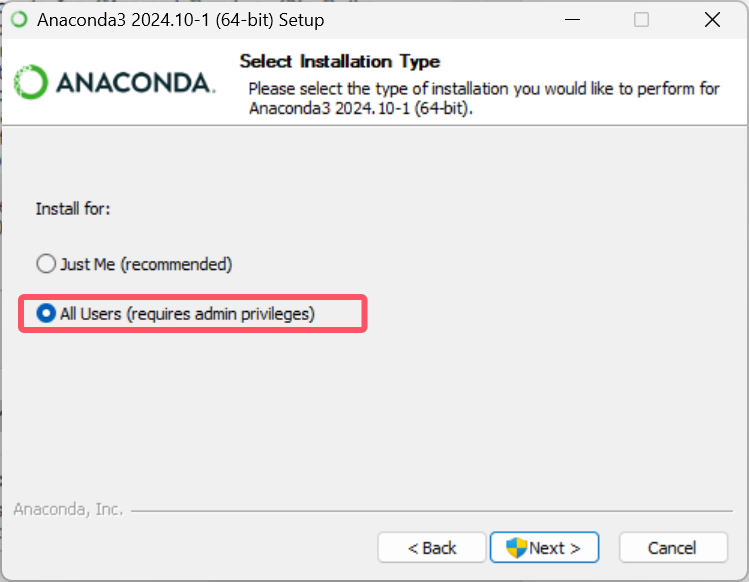 Anaconda3 2024.10-1 (64-bit) Setup
ANACONDA.
Select Installation Type
Please select the type of installation you would like to perform for
Anaconda3 2024.10-1 (64-bit).
Install for:
Just Me (recommended)
All Users (requires admin privileges)
Anaconda, Inc.
< Back
Next >
Cancel